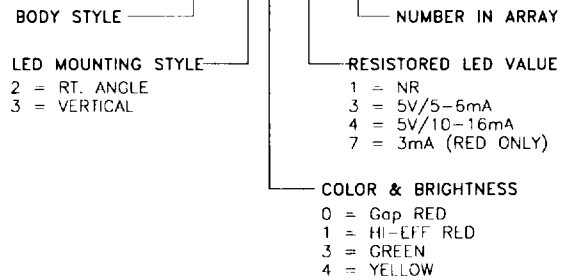 BODY STYLE
NUMBER IN ARRAY
LED MOUNTING STYLE
2 = RT. ANGLE
3 = VERTICAL
RESISTORED LED VALUE
1 = NR
3 = 5V/5-6mA
4 = 5V/10-16mA
7 = 3mA (RED ONLY)
COLOR & BRIGHTNESS
0 = Gap RED
1 = HI-EFF RED
3 = GREEN
4 = YELLOW